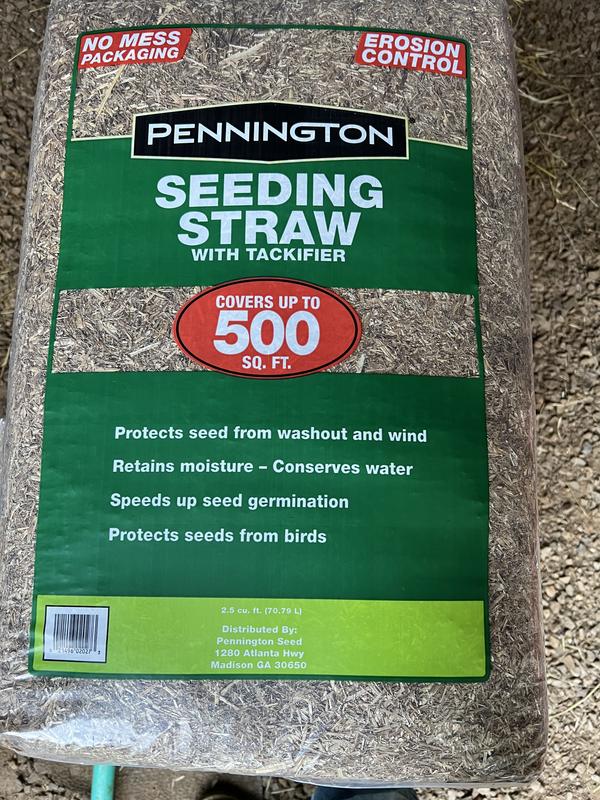 NO MESS
PACKAGING
EROSION
CONTROL
PENNINGTON
SEEDING
STRAW
WITH TACKIFIER
COVERS UP TO
500
SQ. FT.
Protects seed from washout and wind
Retains moisture – Conserves water
Speeds up seed germination
Protects seeds from birds
2.5 cu. ft. (70.79 L)
Distributed By:
Pennington Seed
1280 Atlanta Hwy
Madison GA 30650